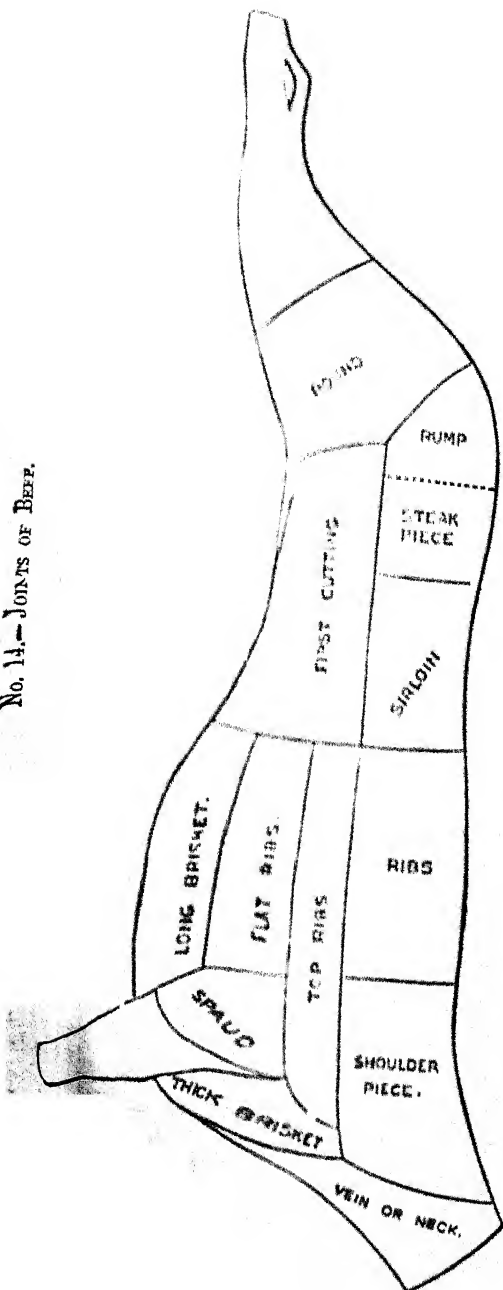 No. 14.—JOINTS OF BEEF.
ROUND
RUMP
STEAK
PIECE
FIRST CUTTING
SIRLOIN
LONG BRISKET.
FLAT RIBS.
TOP RIBS
RIBS
SPAUD
THICK BRISKET
SHOULDER
PIECE.
VEIN OR NECK.